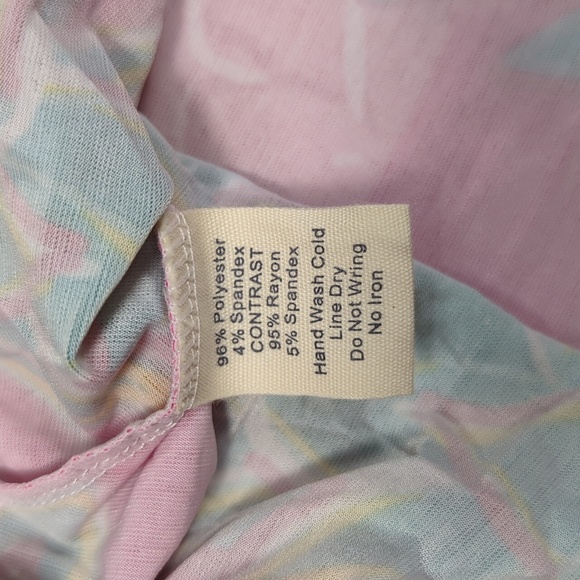 96% Polyester
4% Spandex
CONTRAST
95% Rayon
5% Spandex
Hand Wash Cold
Line Dry
Do Not Wring
No Iron